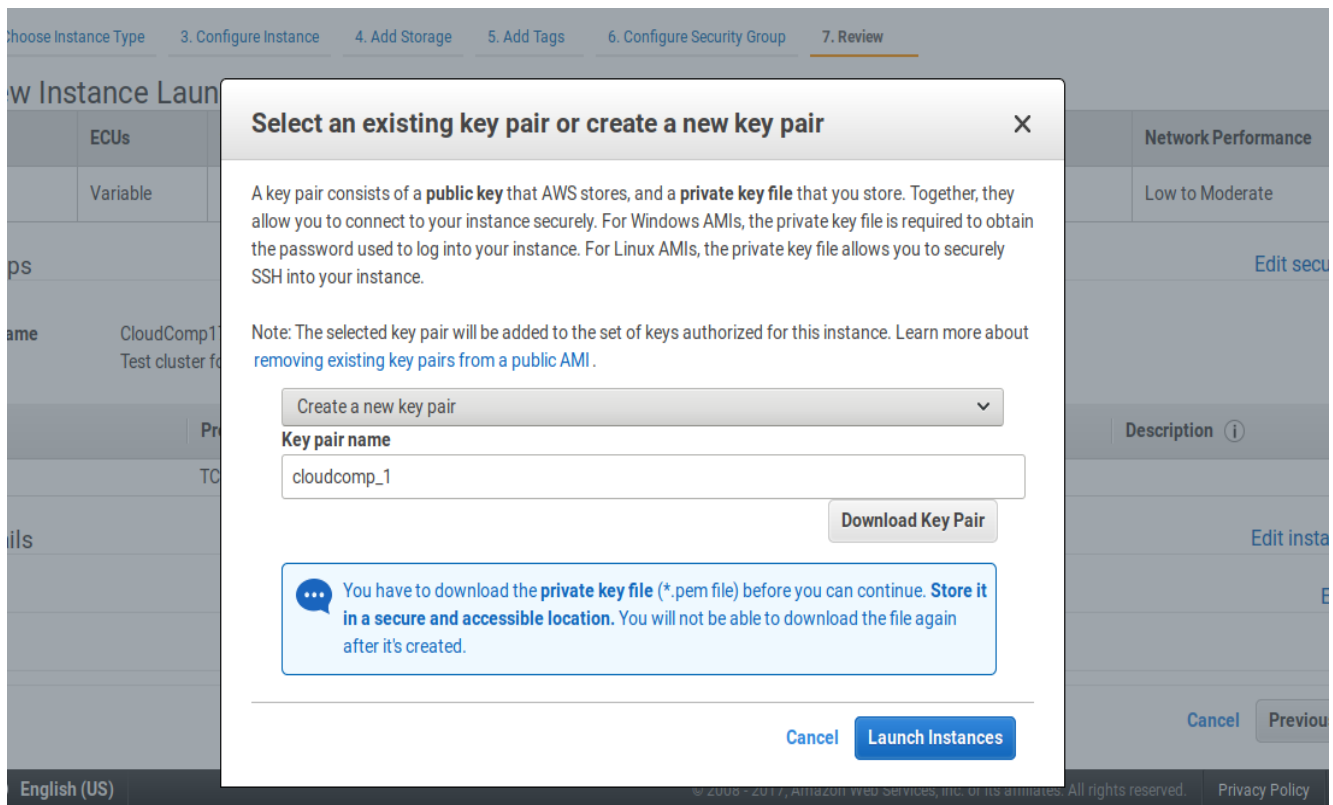 Choose Instance Type 3. Configure Instance 4. Add Storage 5. Add Tags 6. Configure Security Group 7. Review
Instance Laun
Select an existing key pair or create a new key pair
ECUs
Network Performance
Variable
Low to Moderate
A key pair consists of a public key that AWS stores, and a private key file that you store. Together, they
allow you to connect to your instance securely. For Windows AMIs, the private key file is required to obtain
the password used to log into your instance. For Linux AMIs, the private key file allows you to securely
SSH into your instance.
Edit secu
Note: The selected key pair will be added to the set of keys authorized for this instance. Learn more about
removing existing key pairs from a public AMI .
ame CloudComp1
Test cluster fo
Create a new key pair
Key pair name
Description i
TC
cloudcomp_1
Download Key Pair
ils
Edit insta
You have to download the private key file (*.pem file) before you can continue. Store it
in a secure and accessible location. You will not be able to download the file again
after it's created.
Cancel Launch Instances
Cancel Previou
English (US)
© 2008 - 2017, Amazon Web Services, Inc. or its affiliates. All rights reserved. Privacy Policy